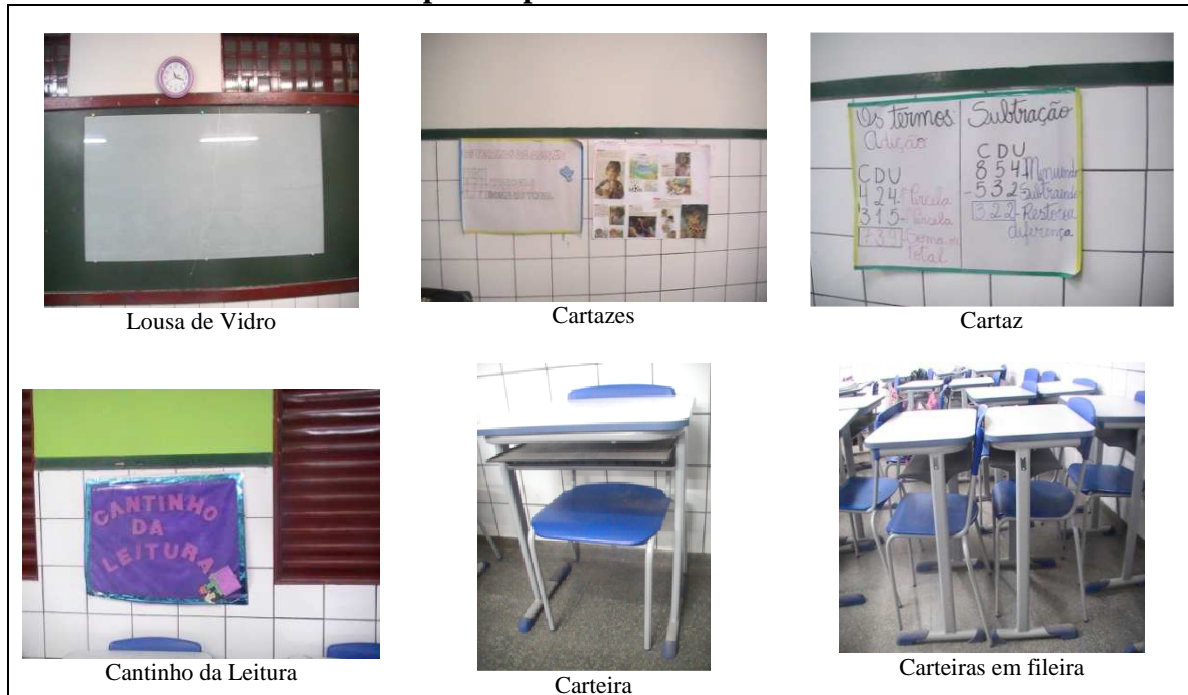 Lousa de Vidro
Cartazes
Os termos:
Adição
CDU
424-Parcela
315-Parcela
739-Soma ou
Total
Subtração
CDU
854-Minuendo
-532-Subtraendo
322-Resto ou
diferença
Cartaz
CANTINHO
DA
LEITURA
Cantinho da Leitura
Carteira
Carteiras em fileira